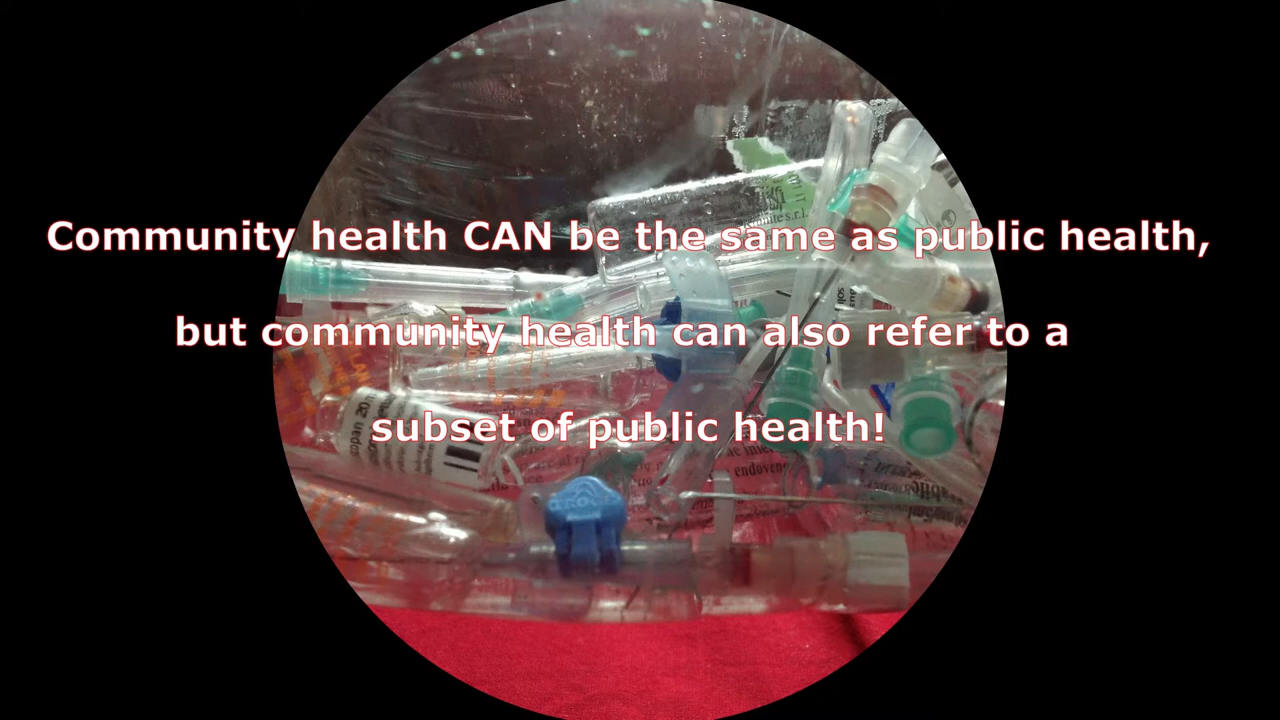 Community health CAN be the same as public health,
but community health can also refer to a
subset of public health!
endoveno